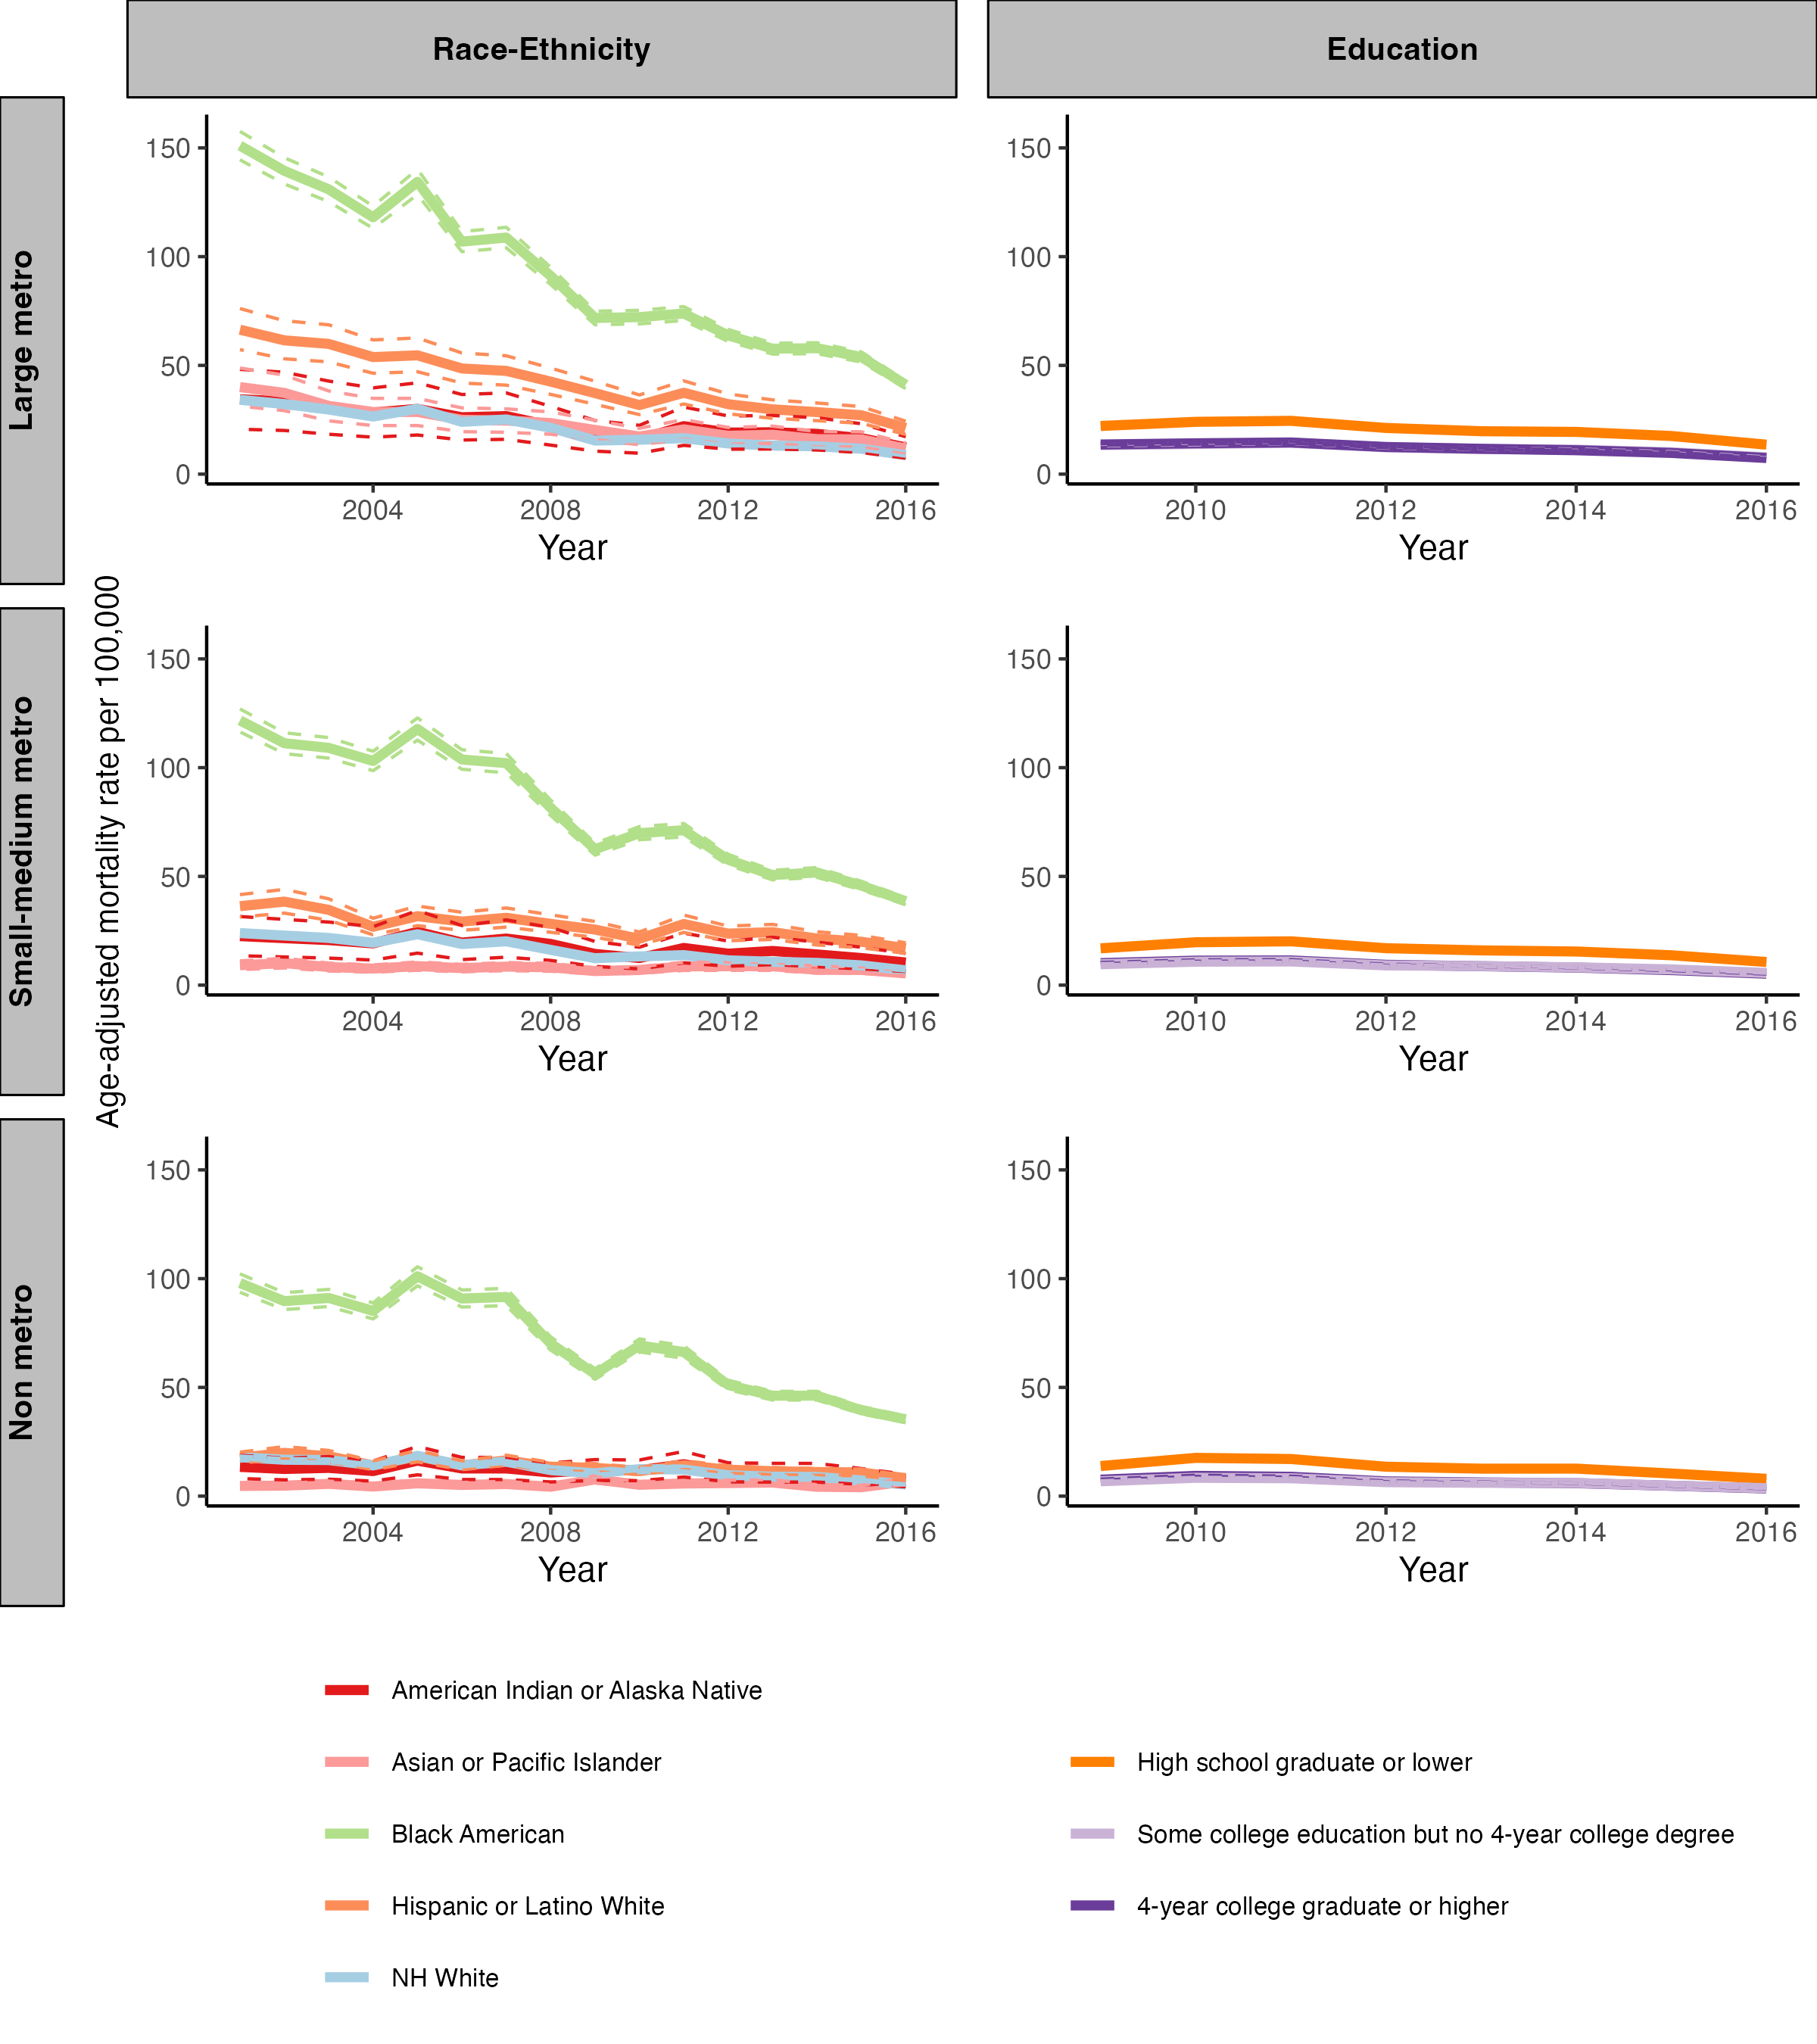 Race-Ethnicity
Education
Large metro
Small-medium metro
Non metro
Age-adjusted mortality rate per 100,000
150
100
50
0
2004
2008
2012
2016
Year
150
100
50
0
2010
2012
2014
2016
Year
150
100
50
0
2004
2008
2012
2016
Year
150
100
50
0
2010
2012
2014
2016
Year
150
100
50
0
2004
2008
2012
2016
Year
150
100
50
0
2010
2012
2014
2016
Year
American Indian or Alaska Native
Asian or Pacific Islander
Black American
Hispanic or Latino White
NH White
High school graduate or lower
Some college education but no 4-year college degree
4-year college graduate or higher